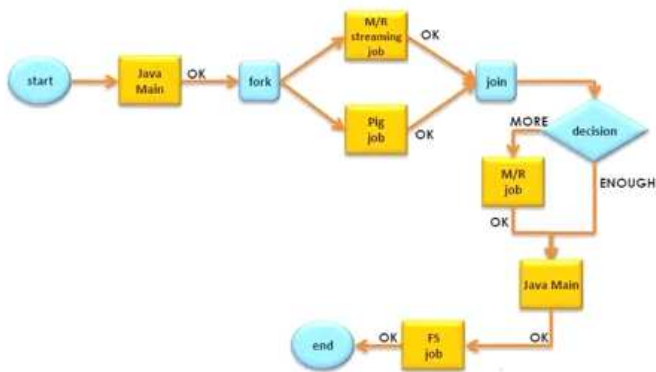 start
Java
Main
OK
fork
M/R
streaming
job
OK
Pig
job
OK
join
decision
MORE
M/R
job
OK
ENOUGH
Java Main
OK
FS
job
OK
end